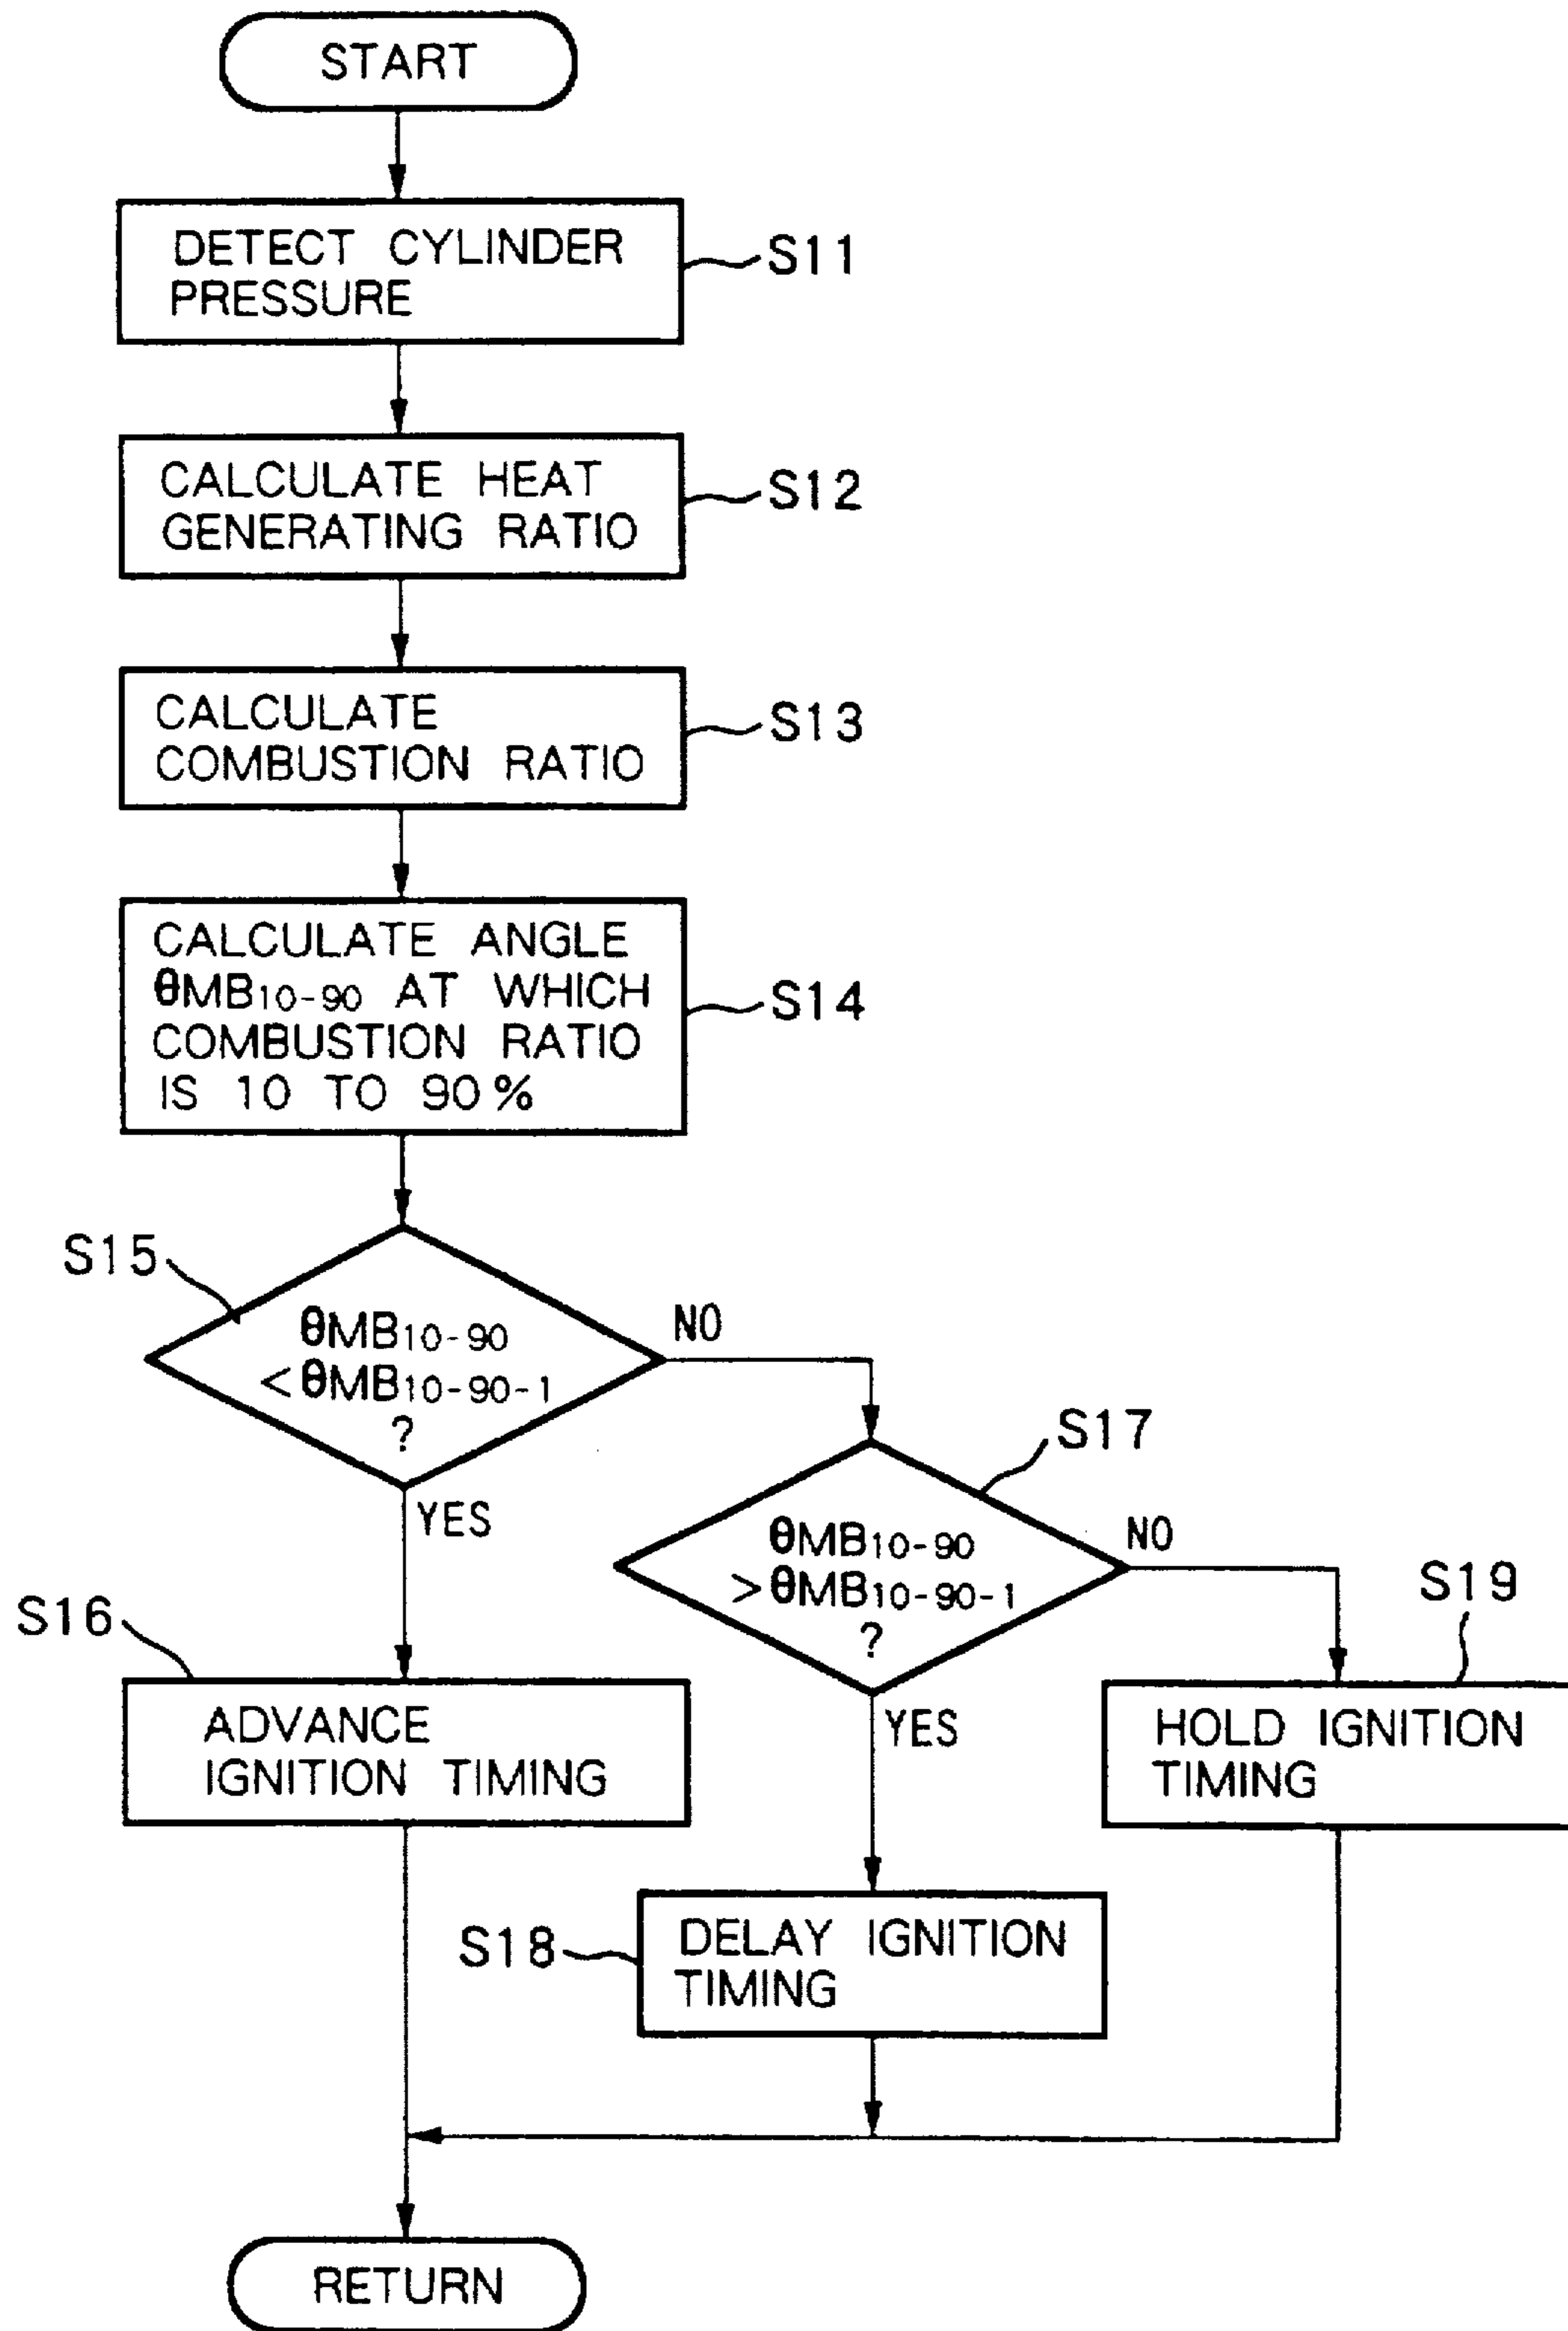 START
DETECT CYLINDER
PRESSURE
S11
CALCULATE HEAT
GENERATING RATIO
S12
CALCULATE
COMBUSTION RATIO
S13
CALCULATE ANGLE
θMB10-90 AT WHICH
COMBUSTION RATIO
IS 10 TO 90%
S14
S15
θMB10-90
<θMB10-90-1
?
NO
YES
S17
θMB10-90
>θMB10-90-1
?
NO
YES
S16
ADVANCE
IGNITION TIMING
S19
HOLD IGNITION
TIMING
S18
DELAY IGNITION
TIMING
RETURN